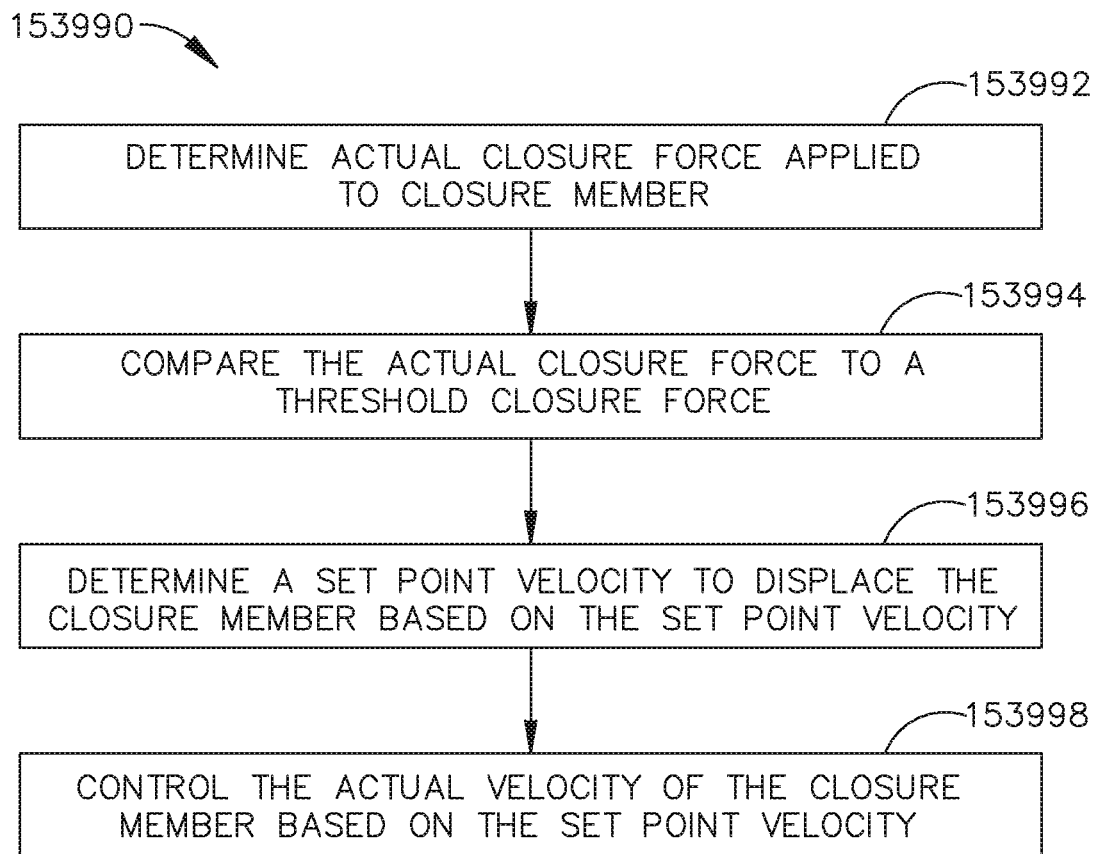 153990
153992
DETERMINE ACTUAL CLOSURE FORCE APPLIED
TO CLOSURE MEMBER
153994
COMPARE THE ACTUAL CLOSURE FORCE TO A
THRESHOLD CLOSURE FORCE
153996
DETERMINE A SET POINT VELOCITY TO DISPLACE THE
CLOSURE MEMBER BASED ON THE SET POINT VELOCITY
153998
CONTROL THE ACTUAL VELOCITY OF THE CLOSURE
MEMBER BASED ON THE SET POINT VELOCITY